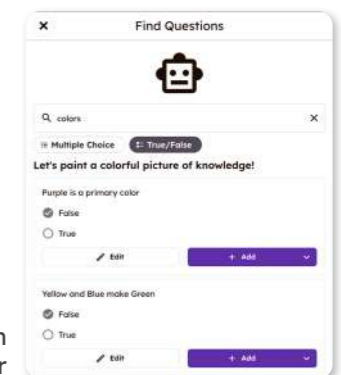 Find Questions
colors
Multiple Choice True/False
Let's paint a colorful picture of knowledge!
Purple is a primary color
False
True
Edit + Add
Yellow and Blue make Green
False
True
Edit + Add